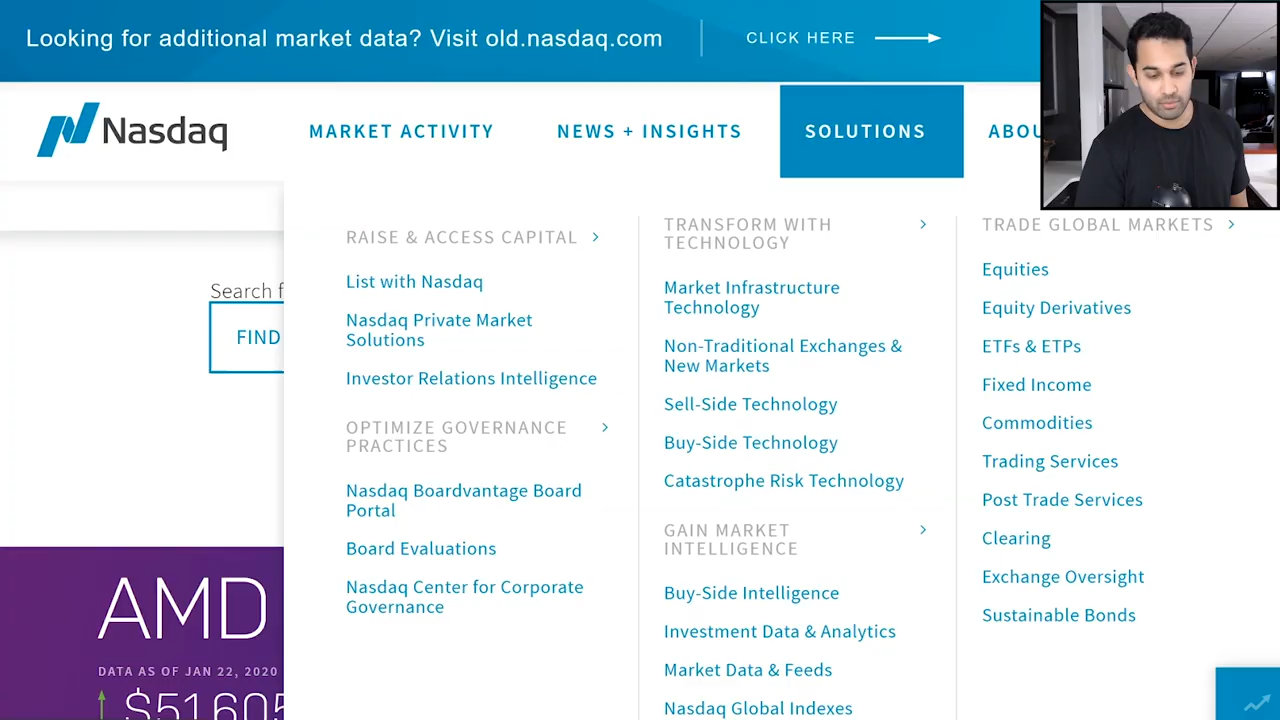 Looking for additional market data? Visit old.nasdaq.com
CLICK HERE
Nasdaq
MARKET ACTIVITY
NEWS + INSIGHTS
SOLUTIONS
Search
FIND
RAISE & ACCESS CAPITAL
List with Nasdaq
Nasdaq Private Market
Solutions
Investor Relations Intelligence
OPTIMIZE GOVERNANCE
PRACTICES
Nasdaq Boardvantage Board
Portal
Board Evaluations
Nasdaq Center for Corporate
Governance
TRANSFORM WITH
TECHNOLOGY
Market Infrastructure
Technology
Non-Traditional Exchanges &
New Markets
Sell-Side Technology
Buy-Side Technology
Catastrophe Risk Technology
GAIN MARKET
INTELLIGENCE
Buy-Side Intelligence
Investment Data & Analytics
Market Data & Feeds
Nasdaq Global Indexes
TRADE GLOBAL MARKETS
Equities
Equity Derivatives
ETFs & ETPs
Fixed Income
Commodities
Trading Services
Post Trade Services
Clearing
Exchange Oversight
Sustainable Bonds
AMD
DATA AS OF JAN 22, 2020